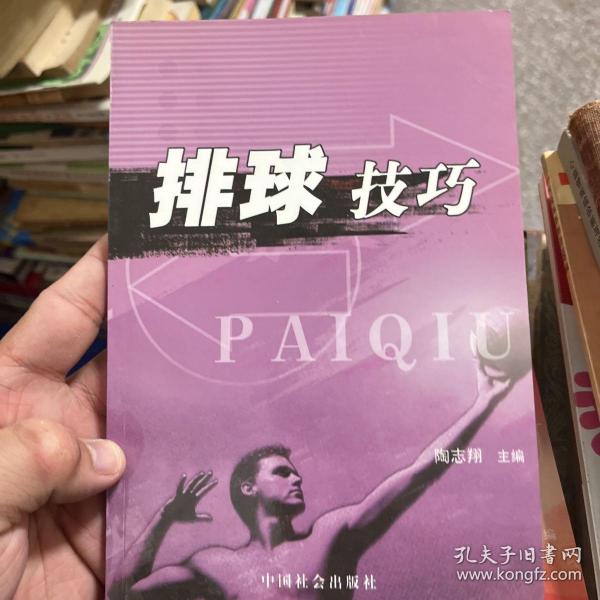 排球 技巧
PAIQIU
陶志翔 主编
中国社会出版社
孔夫子旧书网
www.kongfz.com